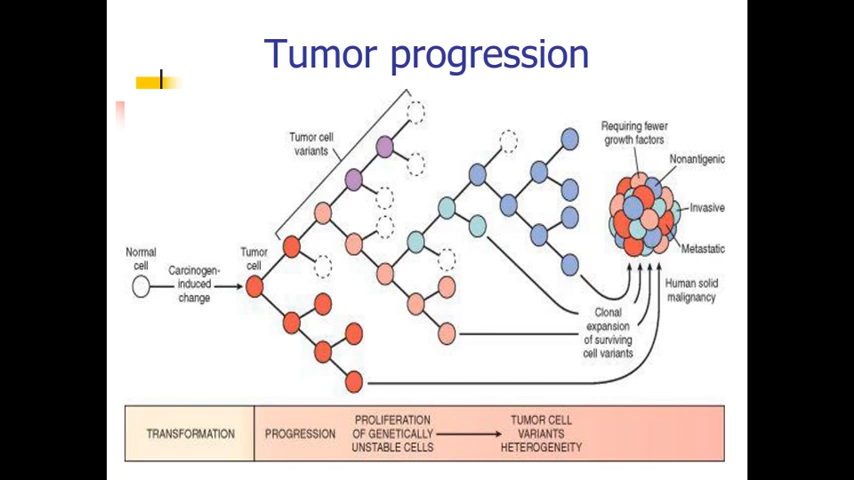 Tumor progression
Tumor cell
variants
Requiring fewer
growth factors
Nonantigenic
Invasive
Metastatic
Human solid
malignancy
Normal
cell
Carcinogen-
induced
change
Tumor
cell
Clonal
expansion
of surviving
cell variants
TRANSFORMATION
PROGRESSION
PROLIFERATION
OF GENETICALLY
UNSTABLE CELLS
TUMOR CELL
VARIANTS
HETEROGENEITY